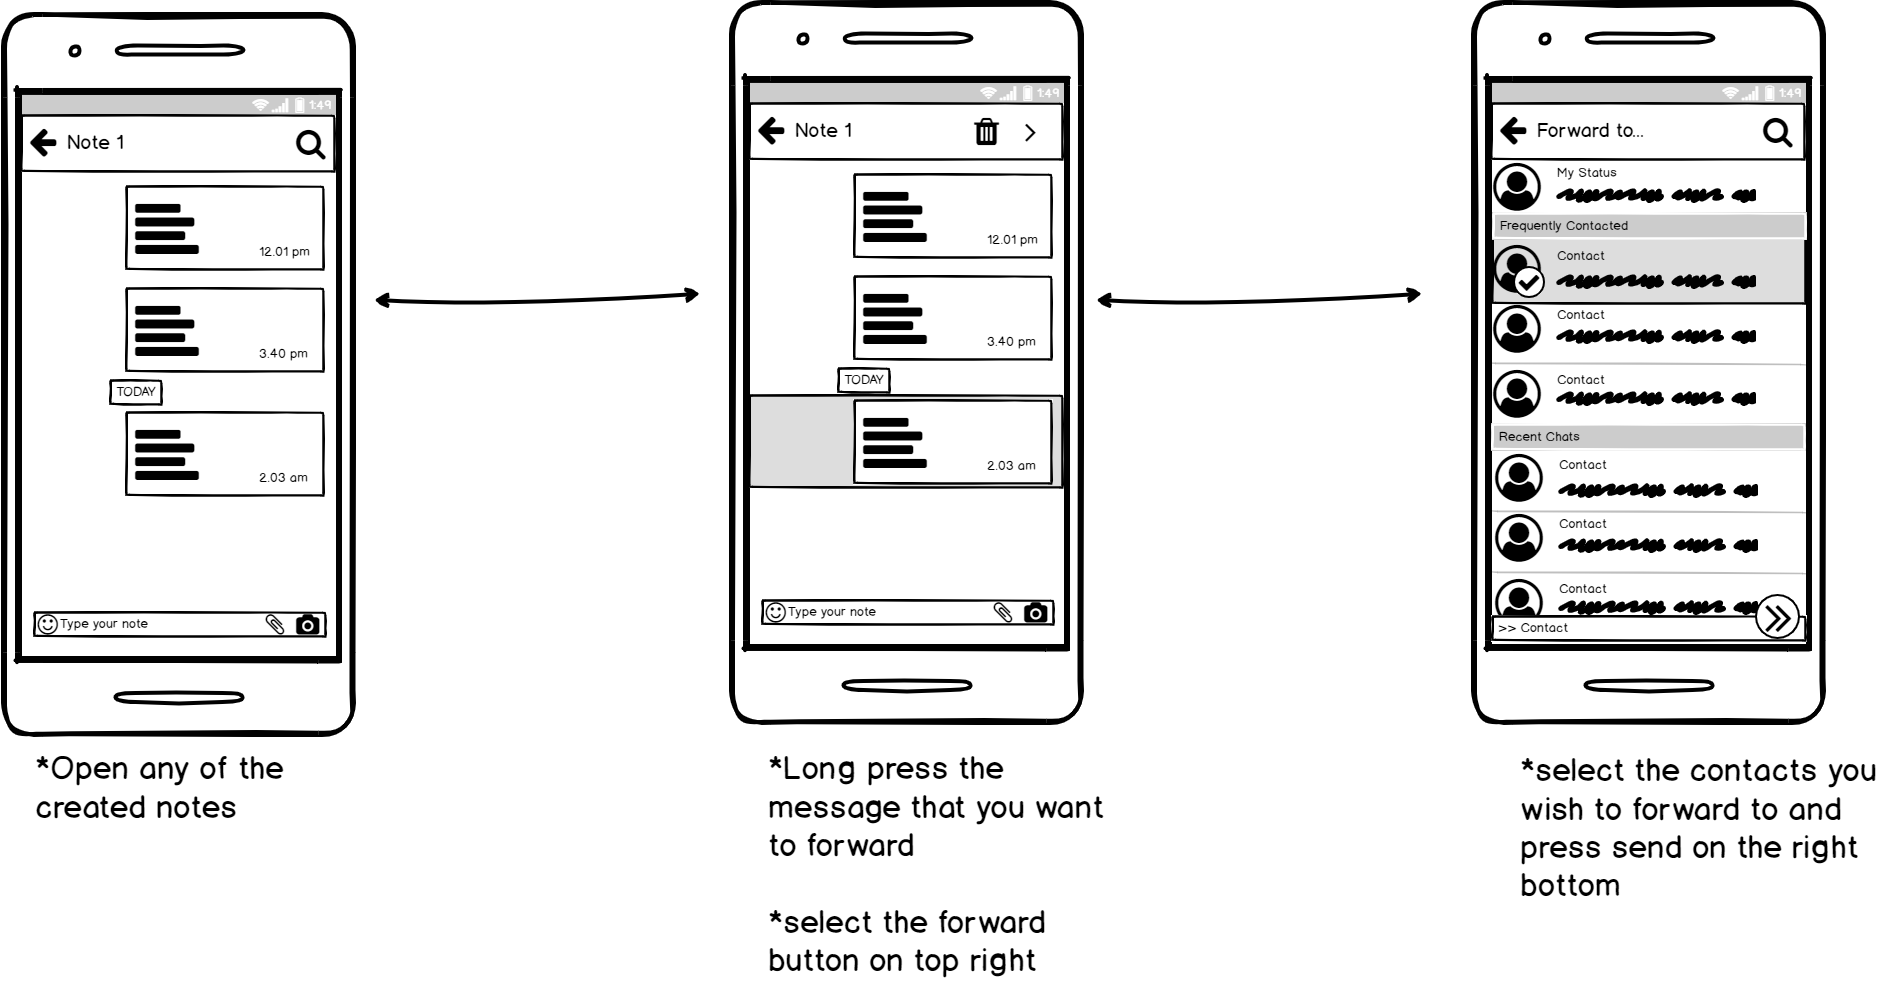 1:49
Note 1
12.01 pm
3.40 pm
TODAY
2.03 am
Type your note
*Open any of the
created notes
1:49
Note 1
12.01 pm
3.40 pm
TODAY
2.03 am
Type your note
*Long press the
message that you want
to forward
*select the forward
button on top right
1:49
Forward to...
My Status
Frequently Contacted
Contact
Contact
Contact
Recent Chats
Contact
Contact
Contact
>> Contact
*select the contacts you
wish to forward to and
press send on the right
bottom